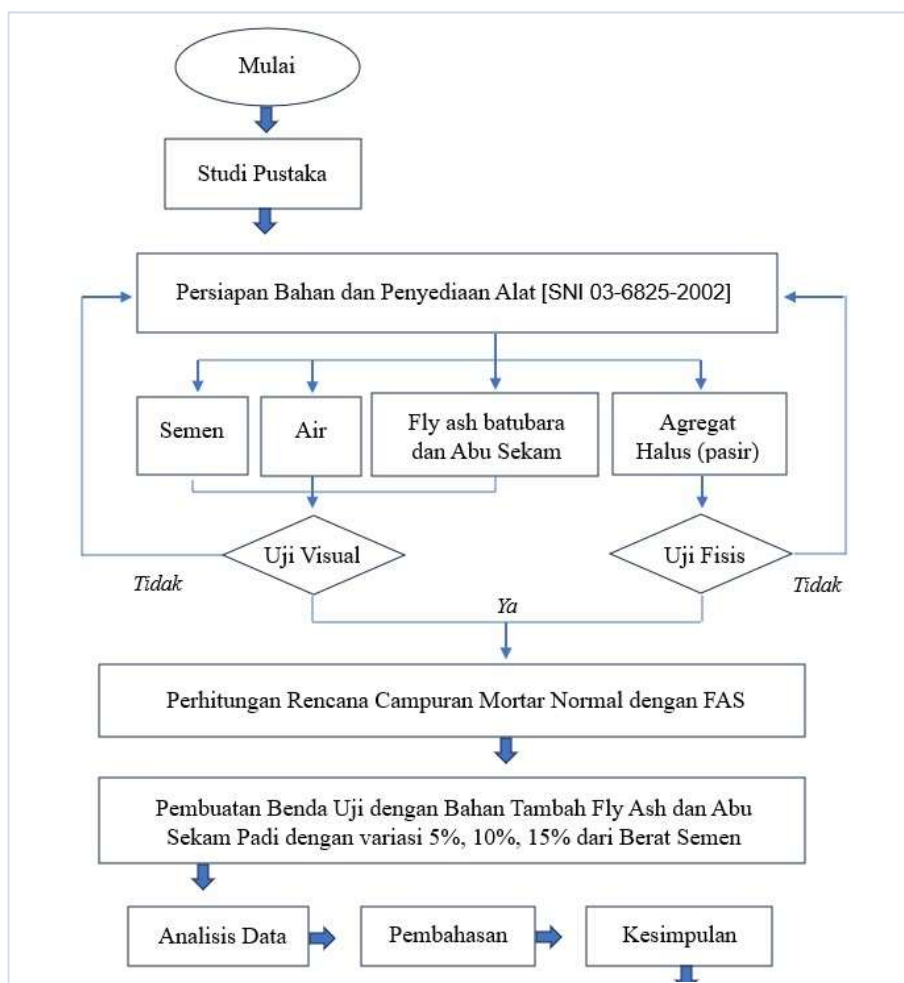 Mulai
Studi Pustaka
Persiapan Bahan dan Penyediaan Alat [SNI 03-6825-2002]
Semen
Air
Fly ash batubara
dan Abu Sekam
Agregat
Halus (pasir)
Uji Visual
Uji Fisis
Tidak
Ya
Tidak
Perhitungan Rencana Campuran Mortar Normal dengan FAS
Pembuatan Benda Uji dengan Bahan Tambah Fly Ash dan Abu
Sekam Padi dengan variasi 5%, 10%, 15% dari Berat Semen
Analisis Data
Pembahasan
Kesimpulan